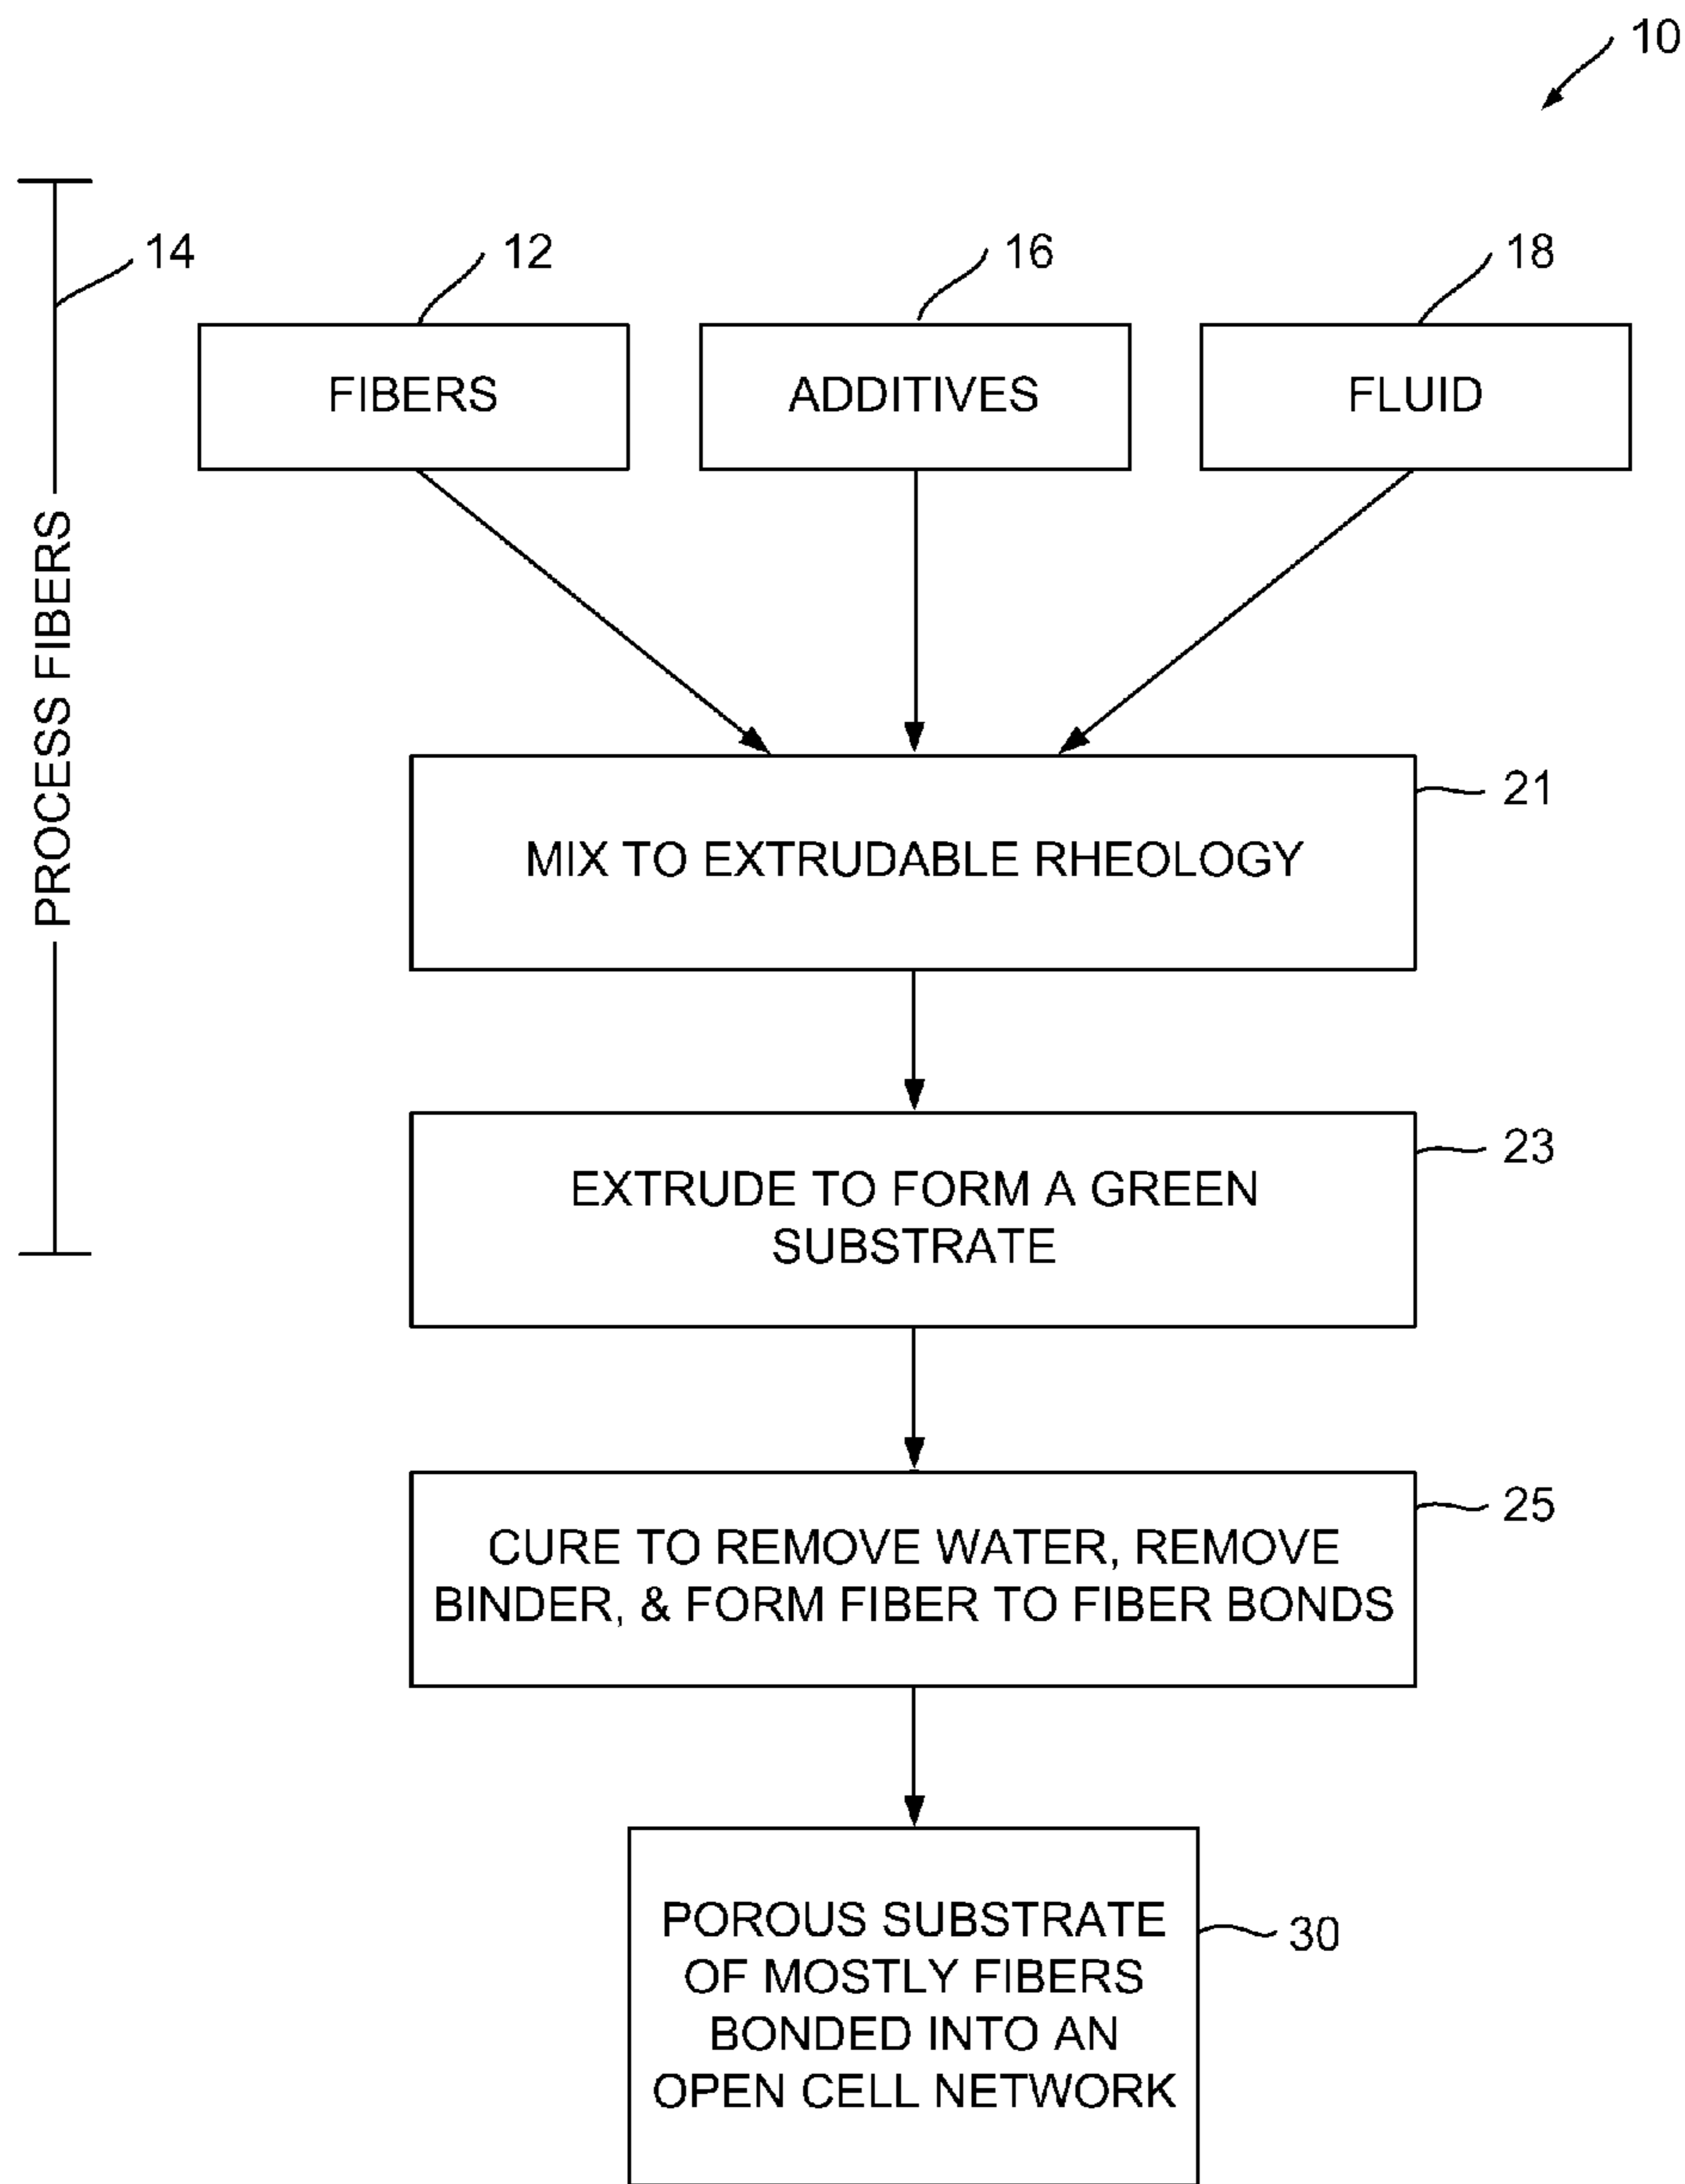 10
14
12
16
18
FIBERS
ADDITIVES
FLUID
PROCESS FIBERS
21
MIX TO EXTRUDABLE RHEOLOGY
23
EXTRUDE TO FORM A GREEN
SUBSTRATE
25
CURE TO REMOVE WATER, REMOVE
BINDER, & FORM FIBER TO FIBER BONDS
30
POROUS SUBSTRATE
OF MOSTLY FIBERS
BONDED INTO AN
OPEN CELL NETWORK